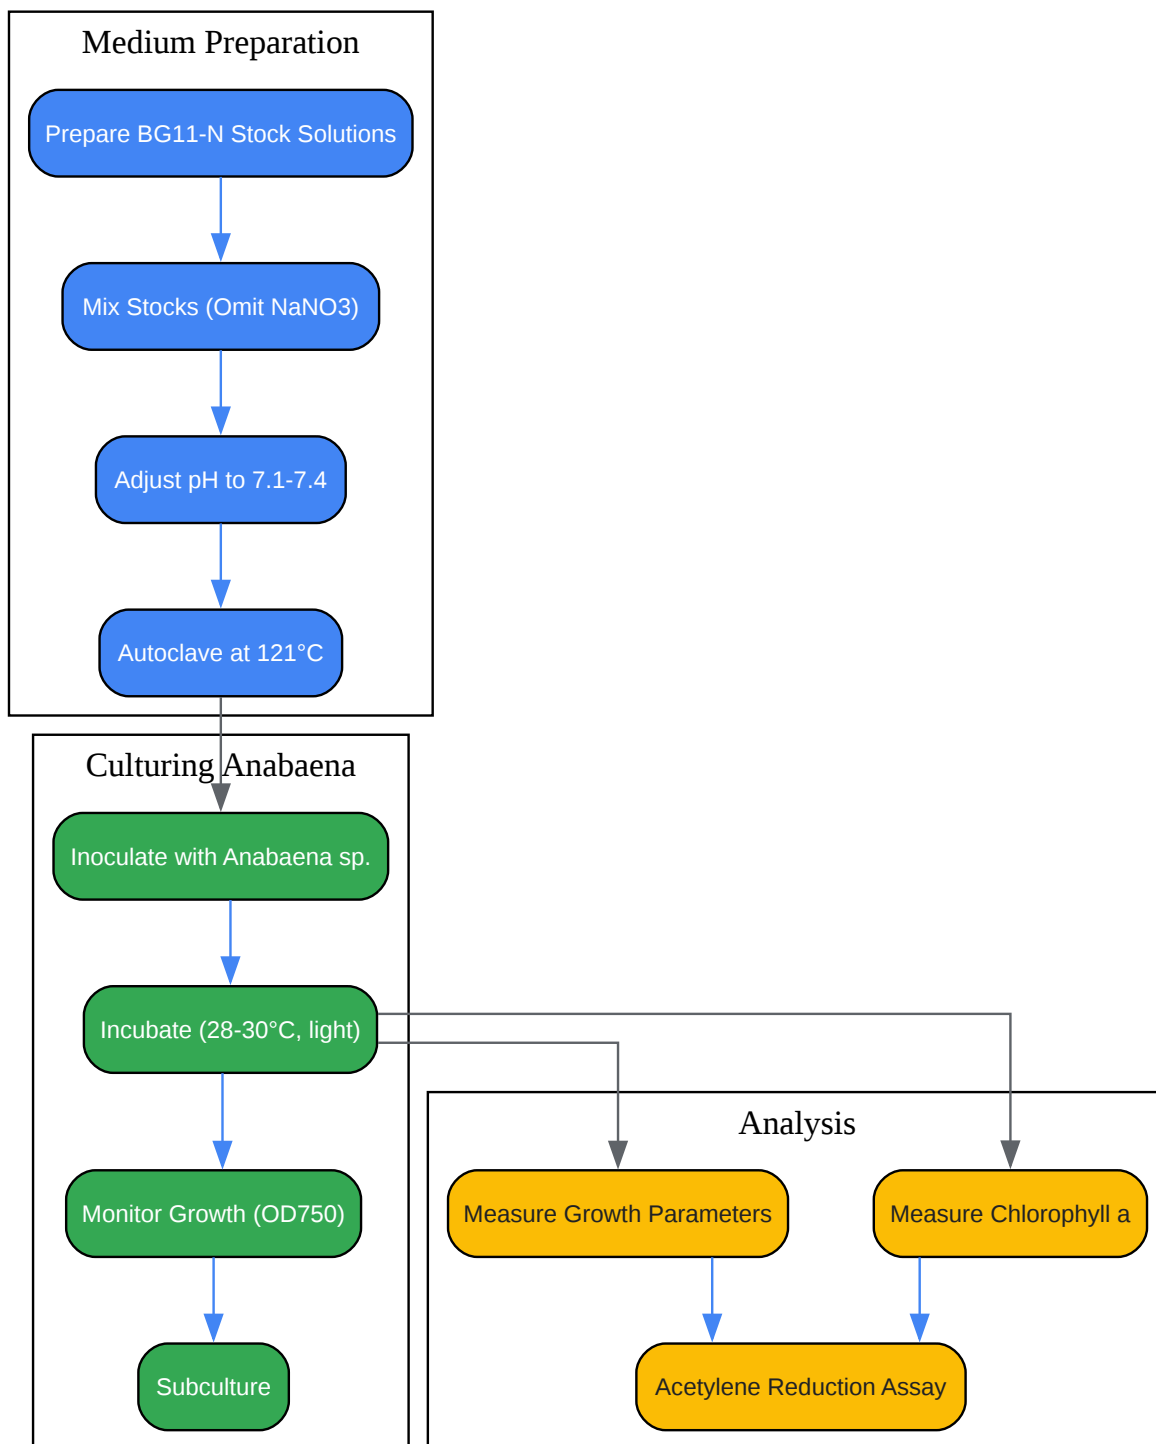 Medium Preparation
Prepare BG11-N Stock Solutions
Mix Stocks (Omit NaNO3)
Adjust pH to 7.1-7.4
Autoclave at 121°C
Culturing Anabaena
Inoculate with Anabaena sp.
Incubate (28-30°C, light)
Monitor Growth (OD750)
Subculture
Analysis
Measure Growth Parameters
Measure Chlorophyll a
Acetylene Reduction Assay